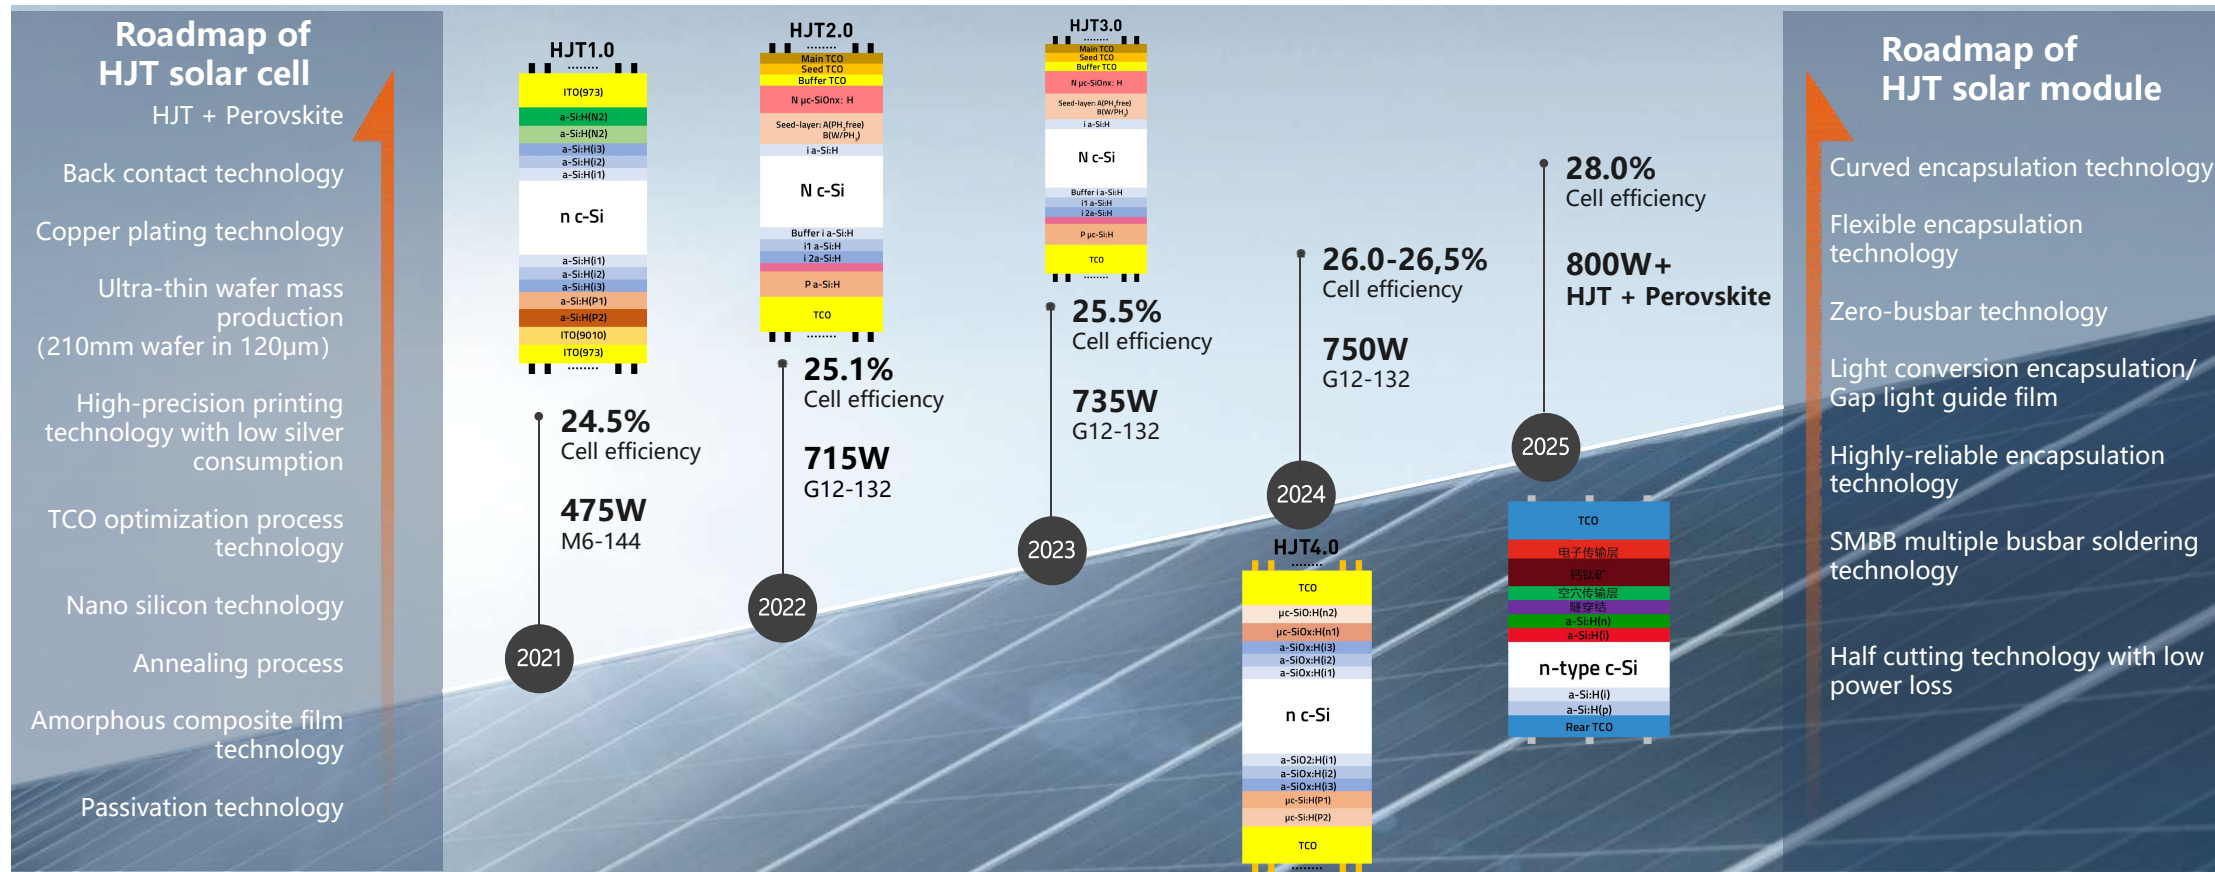 Roadmap of
HJT solar cell
HJT + Perovskite
Back contact technology
Copper plating technology
Ultra-thin wafer mass
production
(210mm wafer in 120μm)
High-precision printing
technology with low silver
consumption
TCO optimization process
technology
Nano silicon technology
Annealing process
Amorphous composite film
technology
Passivation technology
HJT1.0
ITO(973)
a-Si:H(N2)
a-Si:H(N2)
a-Si:H(i3)
a-Si:H(i2)
a-Si:H(i1)
n c-Si
a-Si:H(i1)
a-Si:H(i2)
a-Si:H(i3)
a-Si:H(P1)
a-Si:H(P2)
ITO(9010)
ITO(973)
24.5%
Cell efficiency
475W
M6-144
2021
HJT2.0
Main TCO
Seed TCO
Buffer TCO
N μc-SiOnx: H
Seed-layer: A(PH3free)
B(W/PH3)
i a-Si:H
N c-Si
Buffer i a-Si:H
i1 a-Si:H
i 2a-Si:H
P a-Si:H
TCO
25.1%
Cell efficiency
715W
G12-132
2022
HJT3.0
Main TCO
Seed TCO
Buffer TCO
N μc-SiOnx: H
Seed-layer: A(PH3free)
B(W/PH3)
i a-Si:H
N c-Si
Buffer i a-Si:H
i1 a-Si:H
i 2a-Si:H
P μc-Si:H
TCO
25.5%
Cell efficiency
735W
G12-132
2023
26.0-26,5%
Cell efficiency
750W
G12-132
2024
HJT4.0
TCO
μc-SiO:H(n2)
μc-SiOx:H(n1)
a-SiOx:H(i3)
a-SiOx:H(i2)
a-SiOx:H(i1)
n c-Si
a-SiO2:H(i1)
a-SiOx:H(i2)
a-SiOx:H(i3)
μc-Si:H(P1)
μc-Si:H(P2)
TCO
28.0%
Cell efficiency
800W+
HJT + Perovskite
2025
TCO
电子传输层
钙钛矿
空穴传输层
隧穿结
a-Si:H(n)
a-Si:H(i)
n-type c-Si
a-Si:H(i)
a-Si:H(p)
Rear TCO
Roadmap of
HJT solar module
Curved encapsulation technology
Flexible encapsulation
technology
Zero-busbar technology
Light conversion encapsulation/
Gap light guide film
Highly-reliable encapsulation
technology
SMBB multiple busbar soldering
technology
Half cutting technology with low
power loss